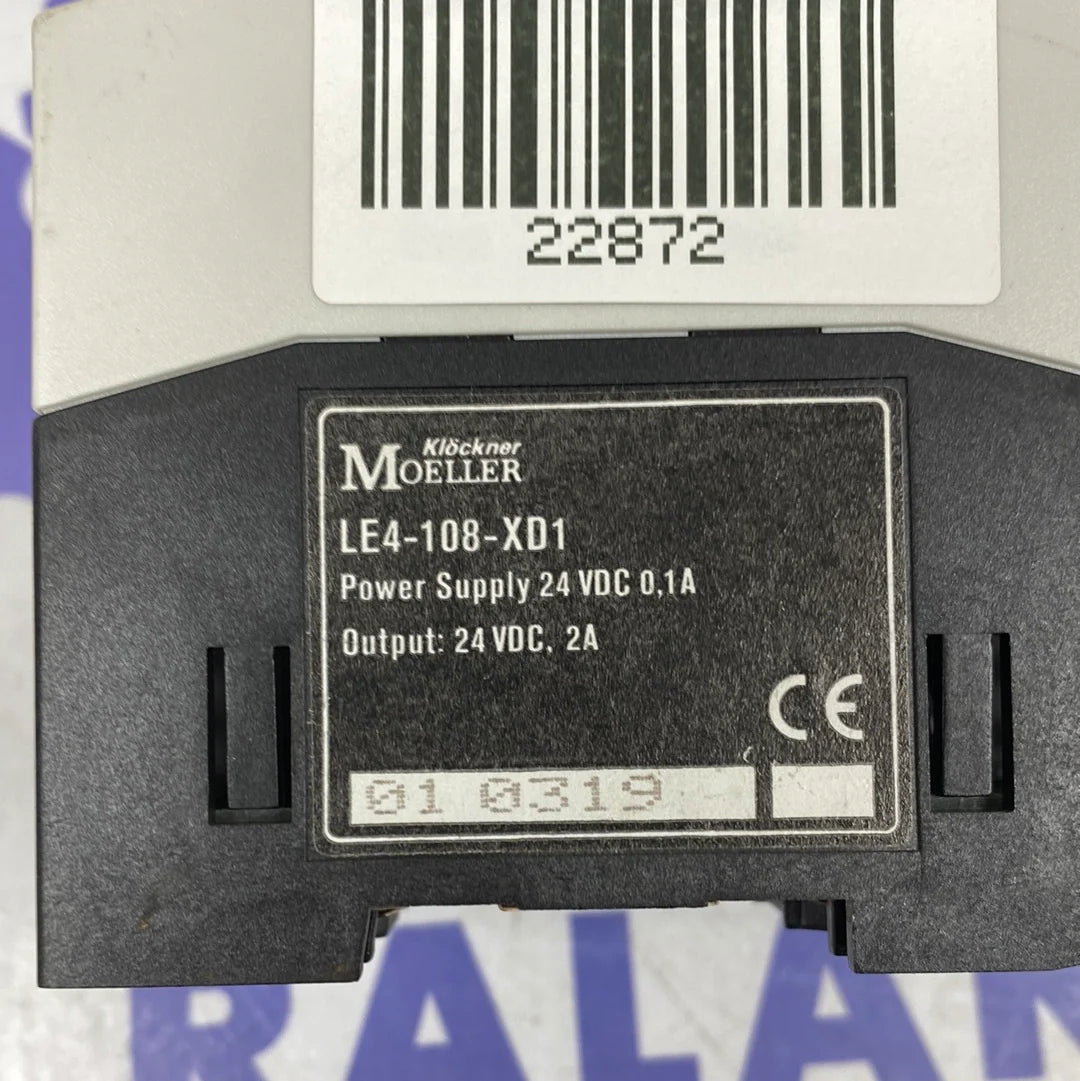 22872
Klöckner
MOELLER
LE4-108-XD1
Power Supply 24 VDC 0,1A
Output: 24 VDC, 2A
CE
01 0319
RALAN